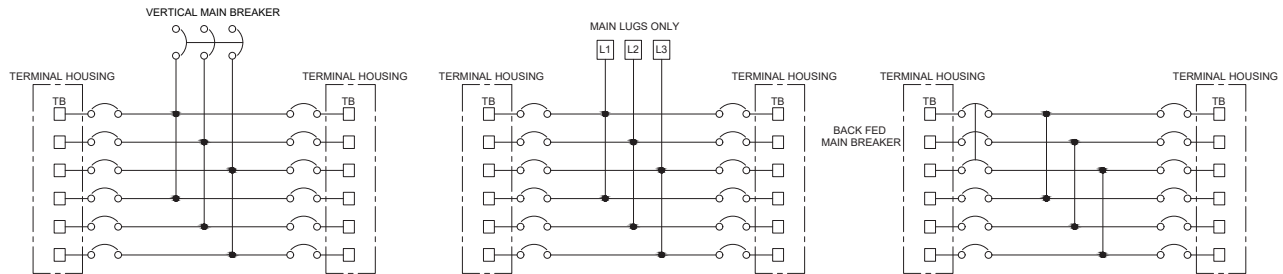 VERTICAL MAIN BREAKER
TERMINAL HOUSING
TERMINAL HOUSING
TB
TB
MAIN LUGS ONLY
L1 L2 L3
TERMINAL HOUSING
TERMINAL HOUSING
TB
TB
TERMINAL HOUSING
TERMINAL HOUSING
TB
TB
BACK FED
MAIN BREAKER